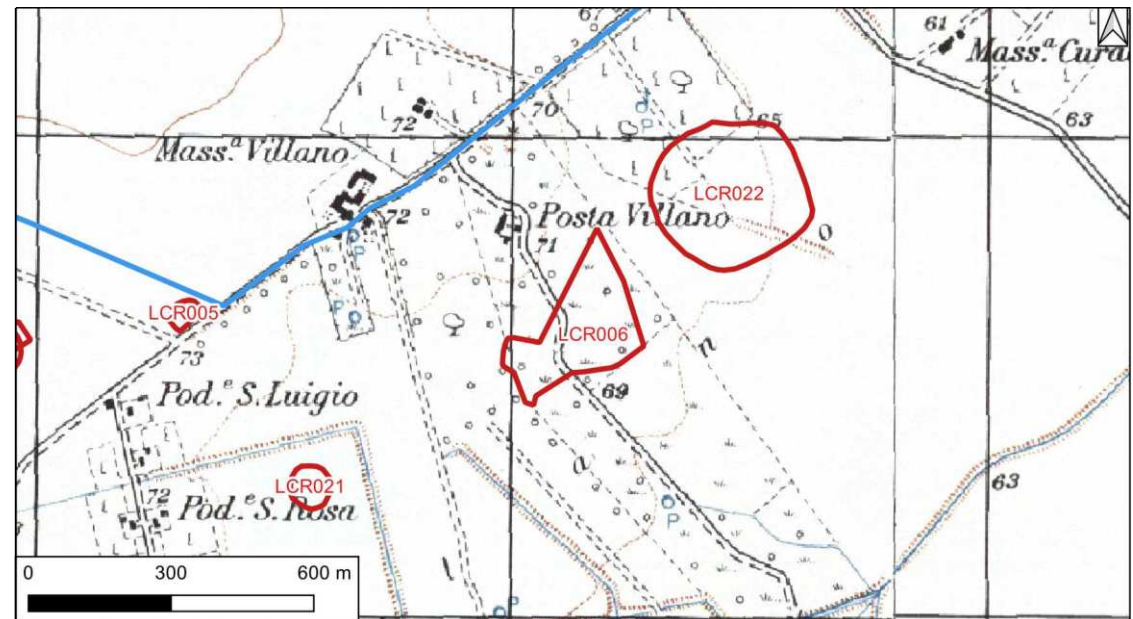 67
61
Mass.ª Cura
70
65
63
72
Mass.ª Villano
LCR022
72
Posta Villano
71
o
LCR005
LCR006
73
n
Pod.e S. Luigio
69
a
LCR021
63
72
Pod.e S. Rosa
P
P
P
P
P
0 300 600 m